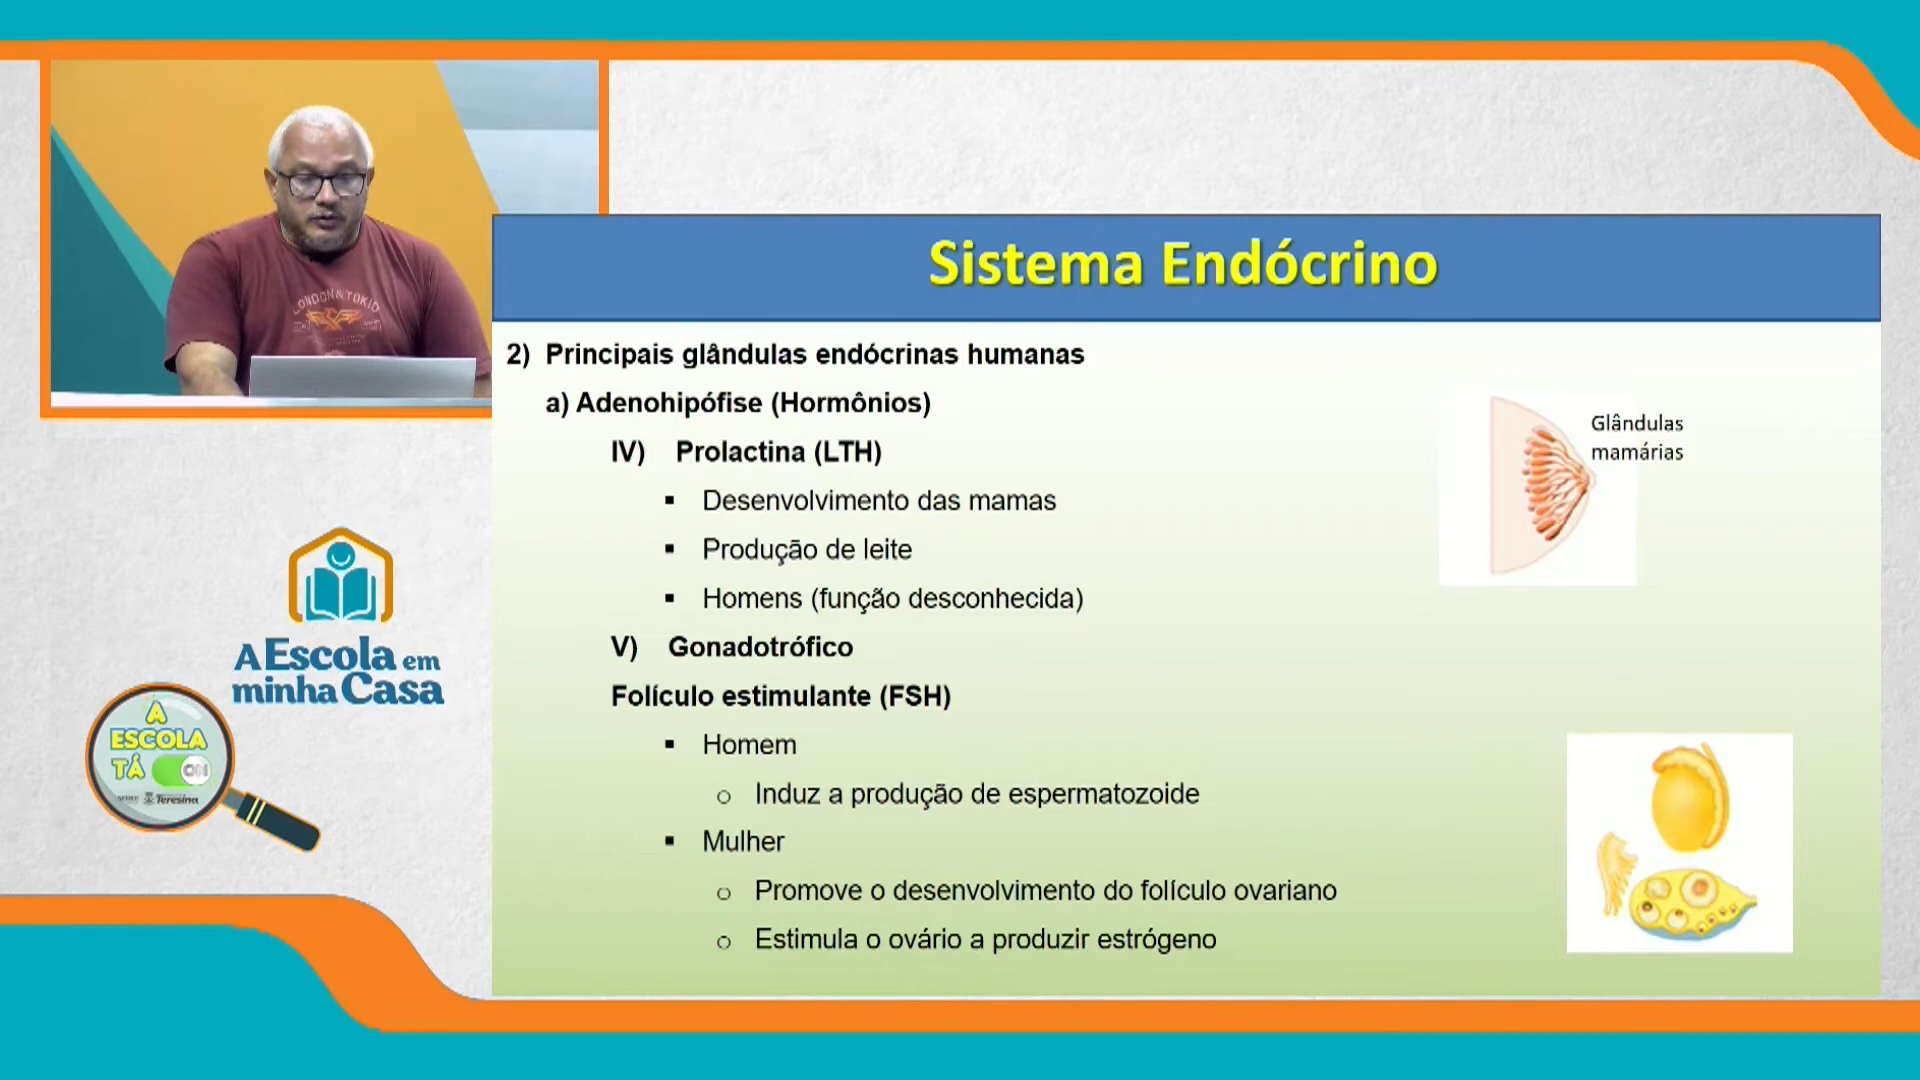 LONDON & TOKIO
Sistema Endócrino
2) Principais glândulas endócrinas humanas
a) Adenohipófise (Hormônios)
IV) Prolactina (LTH)
▪ Desenvolvimento das mamas
▪ Produção de leite
▪ Homens (função desconhecida)
V) Gonadotrófico
Folículo estimulante (FSH)
▪ Homem
o Induz a produção de espermatozoide
▪ Mulher
o Promove o desenvolvimento do folículo ovariano
o Estimula o ovário a produzir estrógeno
Glândulas
mamárias
A Escola em
minha Casa
A
ESCOLA
TÁ ON
Teresina